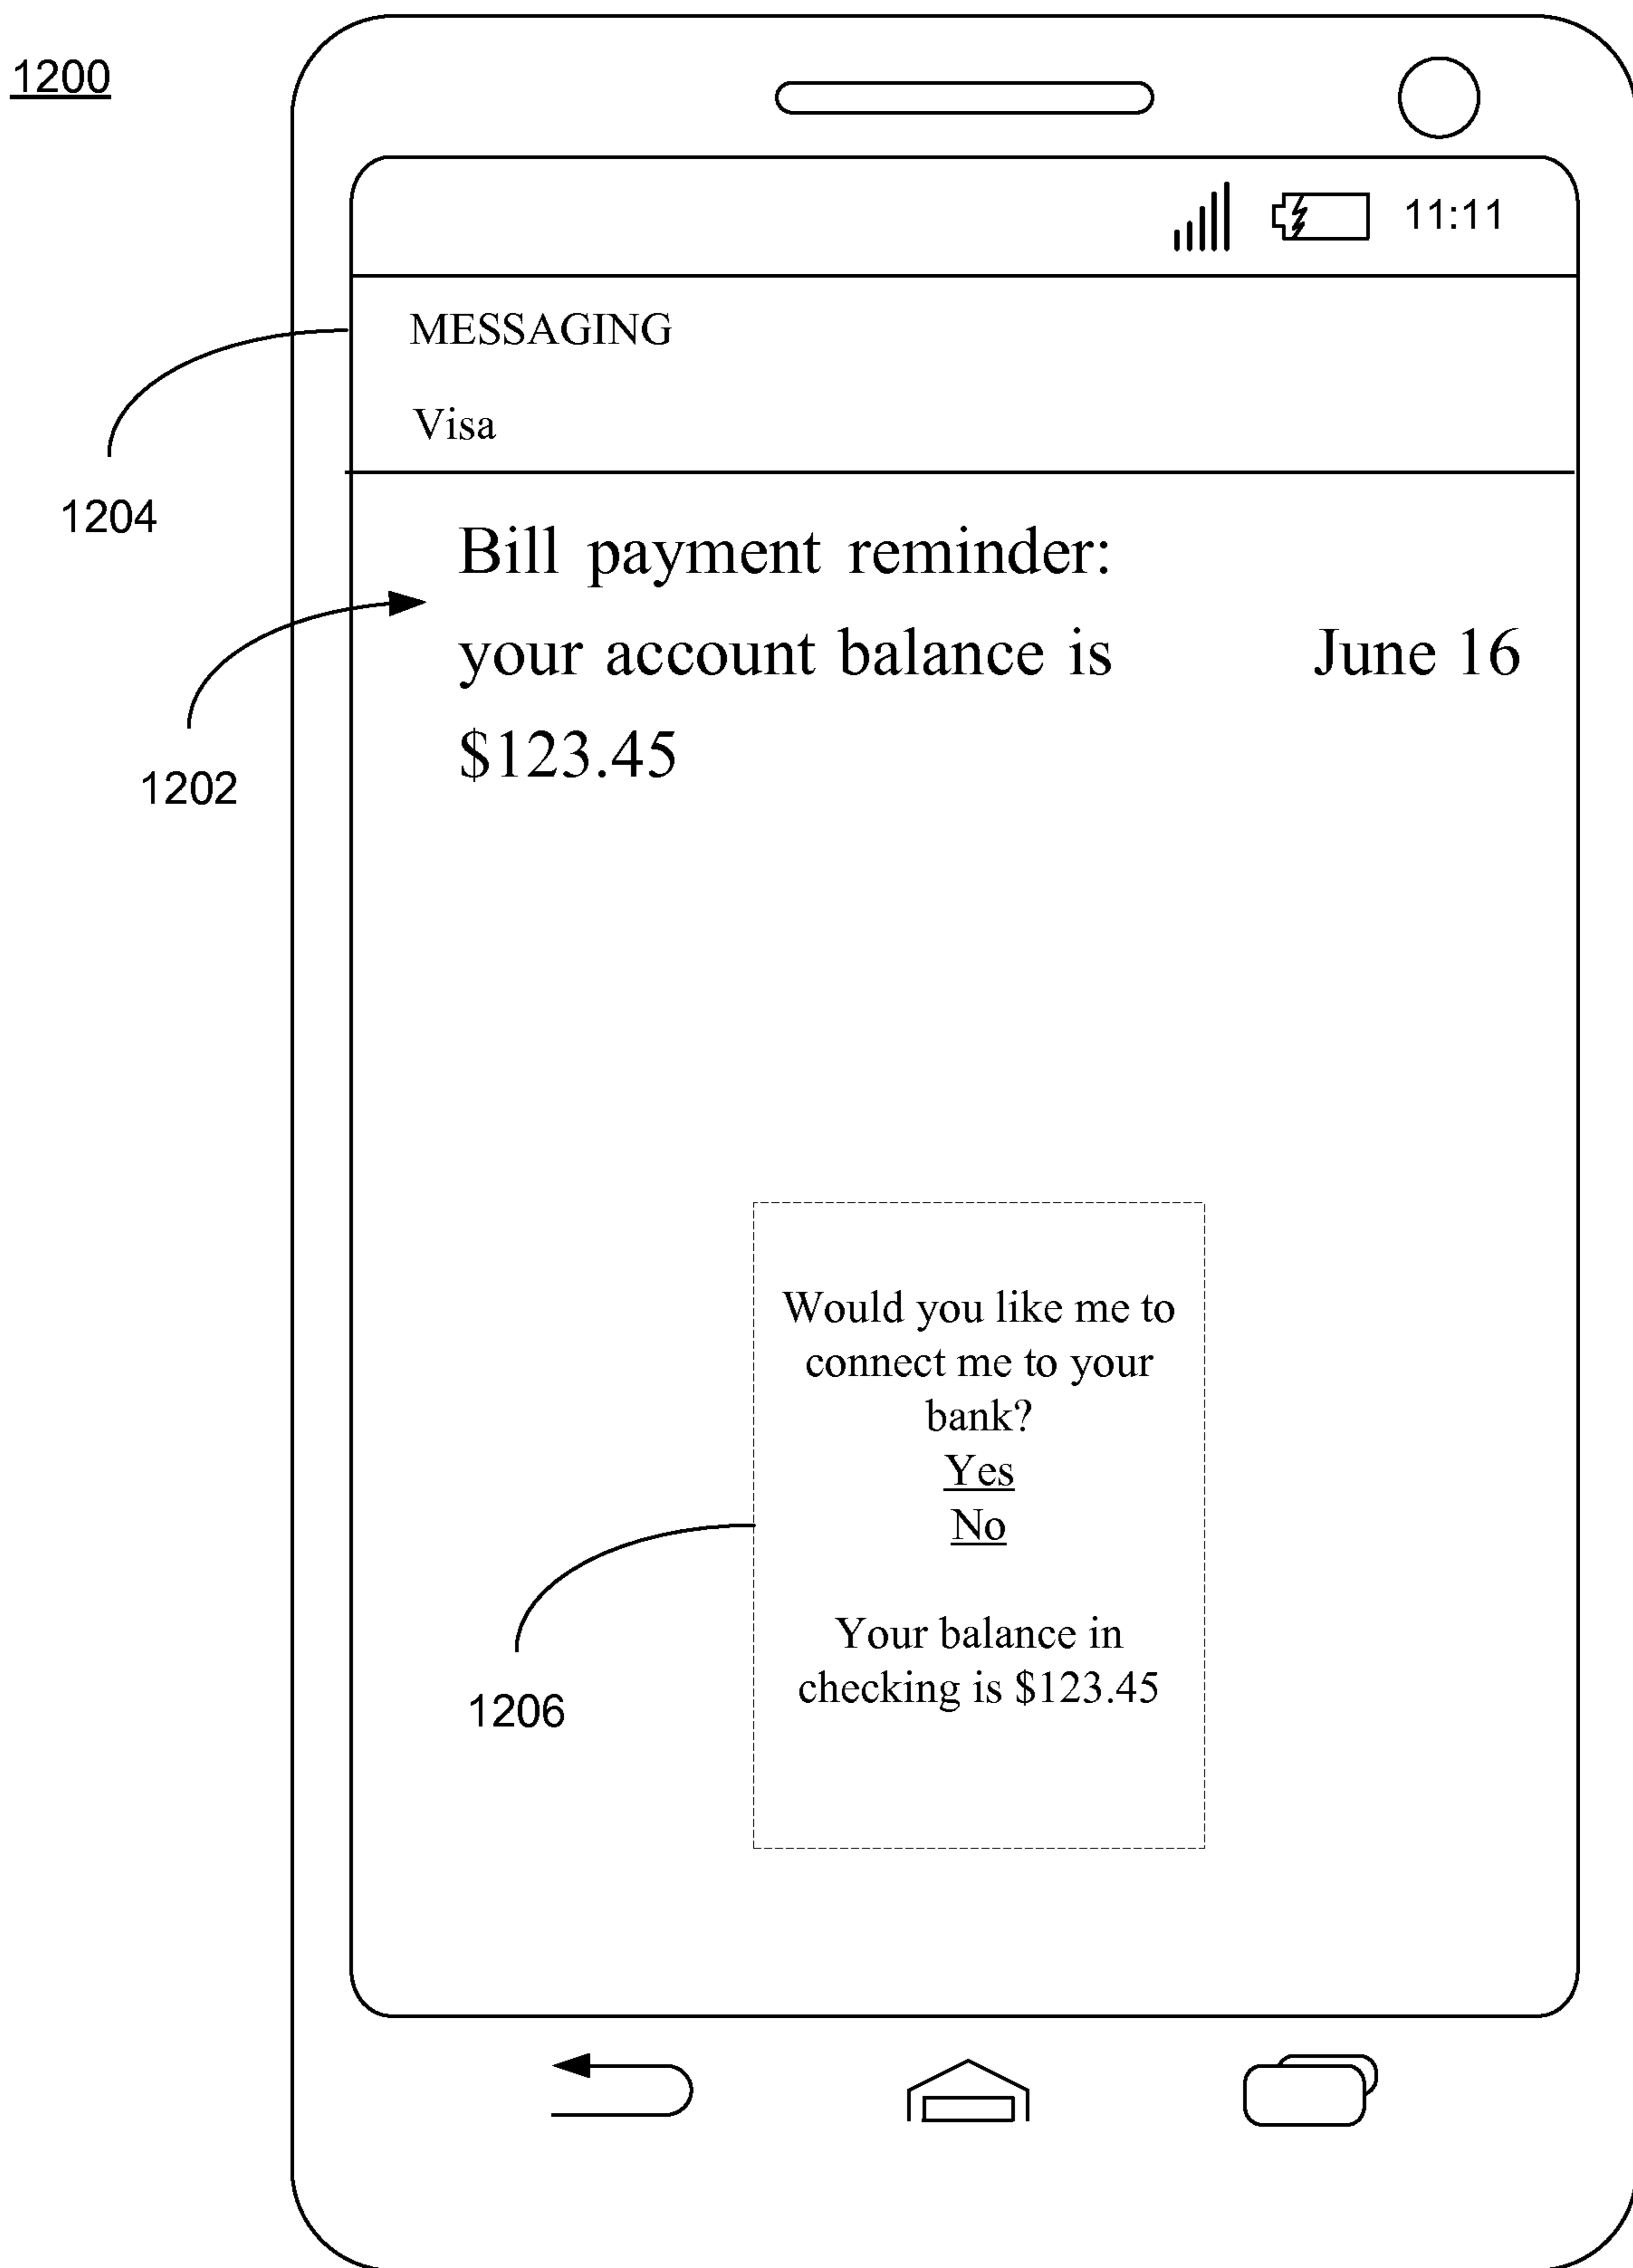 1200
11:11
MESSAGING
Visa
1204
Bill payment reminder:
your account balance is June 16
$123.45
1202
Would you like me to
connect me to your
bank?
Yes
No
Your balance in
checking is $123.45
1206